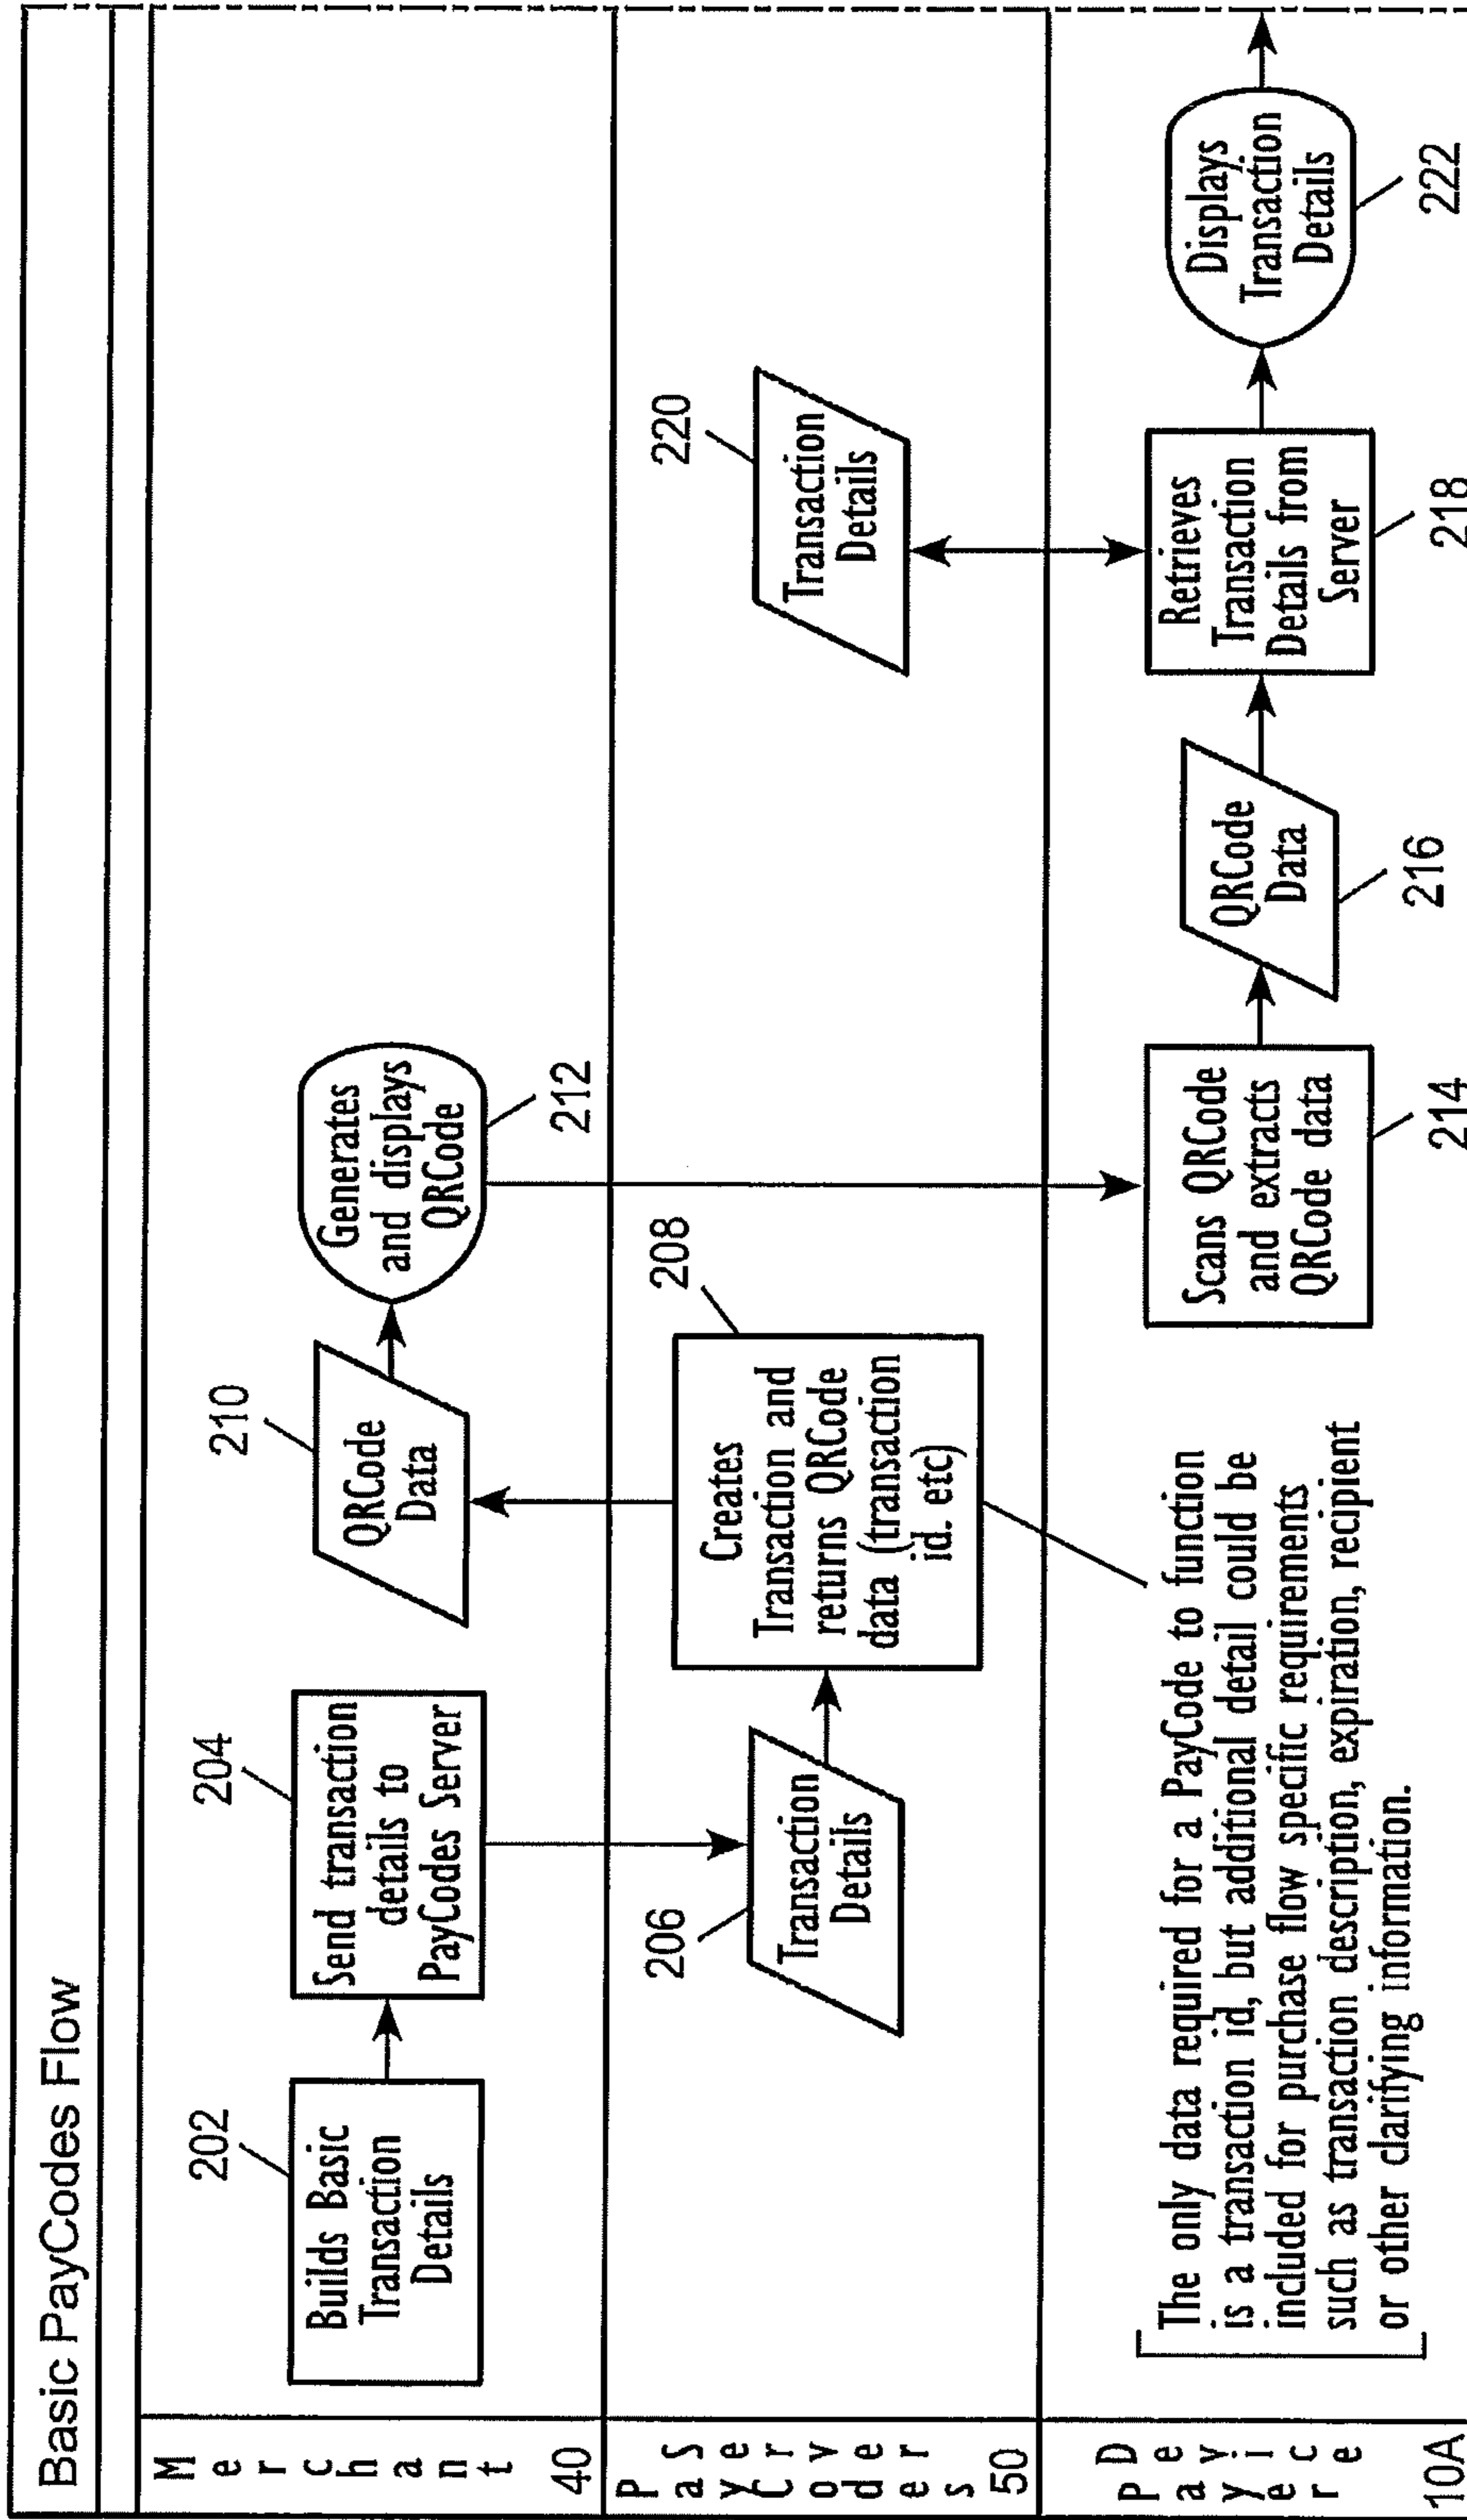 Basic PayCodes Flow
Merchant
40
202
Builds Basic
Transaction
Details
204
Send transaction
details to
PayCodes Server
210
QRCode
Data
Generates
and displays
QRCode
212
PayCodes
Server
50
206
Transaction
Details
208
Creates
Transaction and
returns QRCode
data (transaction
id. etc)
220
Transaction
Details
Payer
Device
10A
The only data required for a PayCode to function
is a transaction id, but additional detail could be
included for purchase flow specific requirements
such as transaction description, expiration, recipient
or other clarifying information.
Scans QRCode
and extracts
QRCode data
214
QRCode
Data
216
Retrieves
Transaction
Details from
Server
218
Displays
Transaction
Details
222